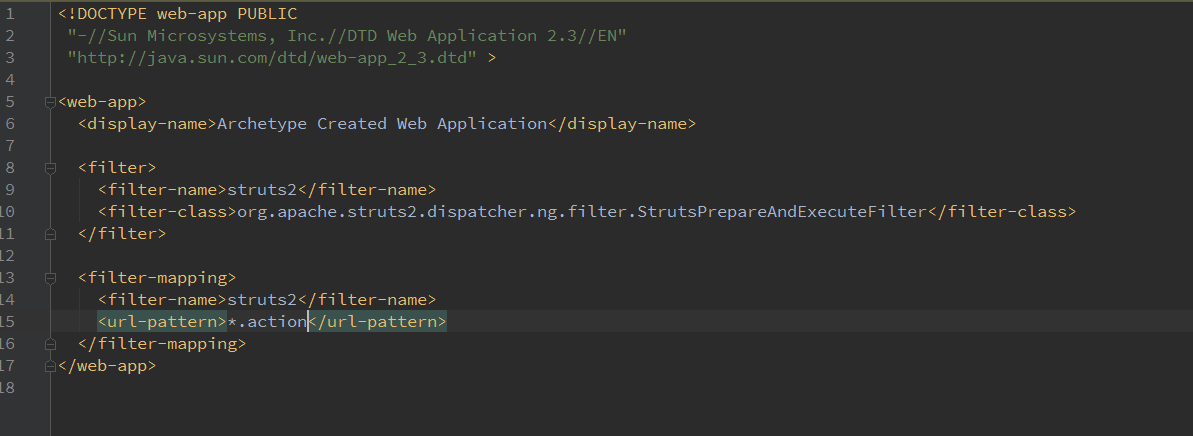 1 <!DOCTYPE web-app PUBLIC
2 "-//Sun Microsystems, Inc.//DTD Web Application 2.3//EN"
3 "http://java.sun.com/dtd/web-app_2_3.dtd" >
4
5 <web-app>
6 <display-name>Archetype Created Web Application</display-name>
7
8 <filter>
9 <filter-name>struts2</filter-name>
10 <filter-class>org.apache.struts2.dispatcher.ng.filter.StrutsPrepareAndExecuteFilter</filter-class>
11 </filter>
12
13 <filter-mapping>
14 <filter-name>struts2</filter-name>
15 <url-pattern>*.action</url-pattern>
16 </filter-mapping>
17 </web-app>
18